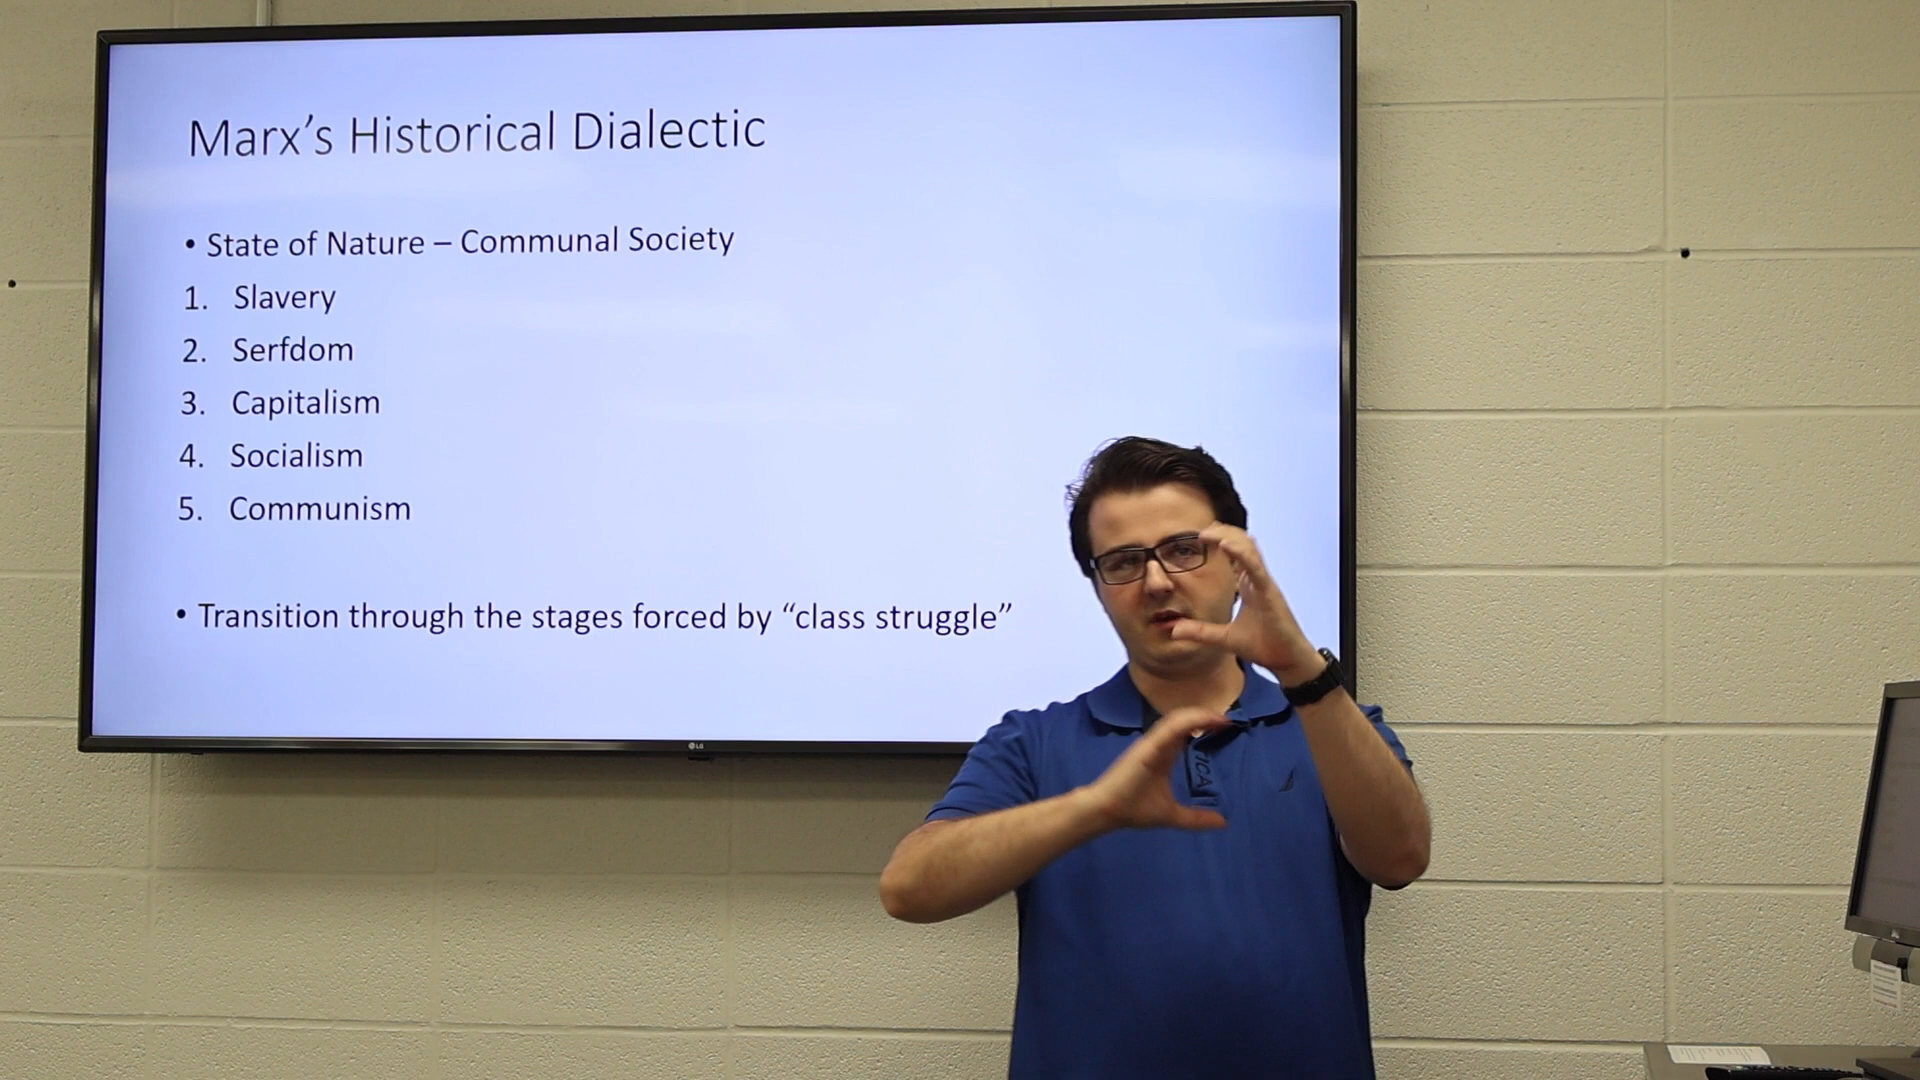 Marx’s Historical Dialectic
• State of Nature – Communal Society
1. Slavery
2. Serfdom
3. Capitalism
4. Socialism
5. Communism
• Transition through the stages forced by “class struggle”
LG